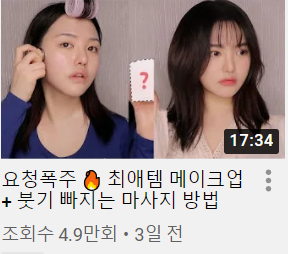 ?
17:34
요청폭주 🔥 최애템 메이크업
+ 붓기 빠지는 마사지 방법
조회수 4.9만회 • 3일 전